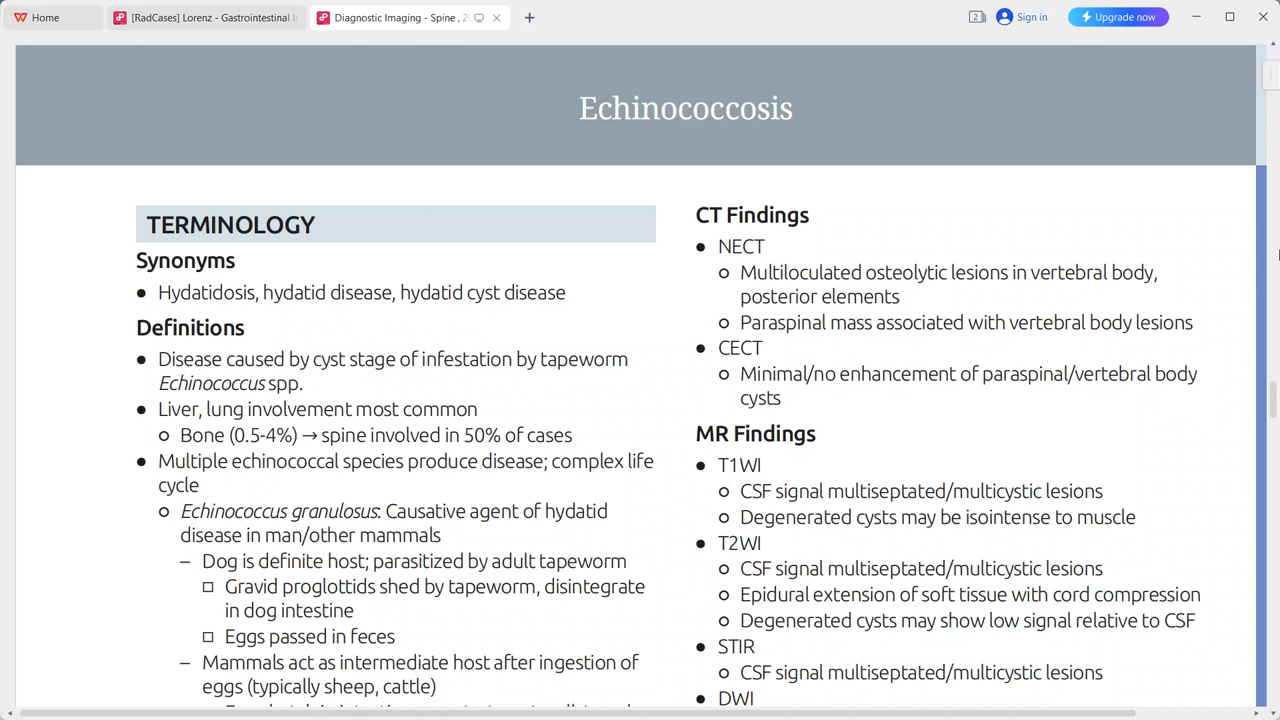 Home
[RadCases] Lorenz - Gastrointestinal
Diagnostic Imaging - Spine , 2
2
Sign in
Upgrade now
Echinococcosis
TERMINOLOGY
Synonyms
● Hydatidosis, hydatid disease, hydatid cyst disease
Definitions
● Disease caused by cyst stage of infestation by tapeworm
Echinococcus spp.
● Liver, lung involvement most common
○ Bone (0.5-4%) → spine involved in 50% of cases
● Multiple echinococcal species produce disease; complex life
cycle
○ Echinococcus granulosus: Causative agent of hydatid
disease in man/other mammals
– Dog is definite host; parasitized by adult tapeworm
□ Gravid proglottids shed by tapeworm, disintegrate
in dog intestine
□ Eggs passed in feces
– Mammals act as intermediate host after ingestion of
eggs (typically sheep, cattle)
CT Findings
● NECT
○ Multiloculated osteolytic lesions in vertebral body,
posterior elements
○ Paraspinal mass associated with vertebral body lesions
● CECT
○ Minimal/no enhancement of paraspinal/vertebral body
cysts
MR Findings
● T1WI
○ CSF signal multiseptated/multicystic lesions
○ Degenerated cysts may be isointense to muscle
● T2WI
○ CSF signal multiseptated/multicystic lesions
○ Epidural extension of soft tissue with cord compression
○ Degenerated cysts may show low signal relative to CSF
● STIR
○ CSF signal multiseptated/multicystic lesions
● DWI